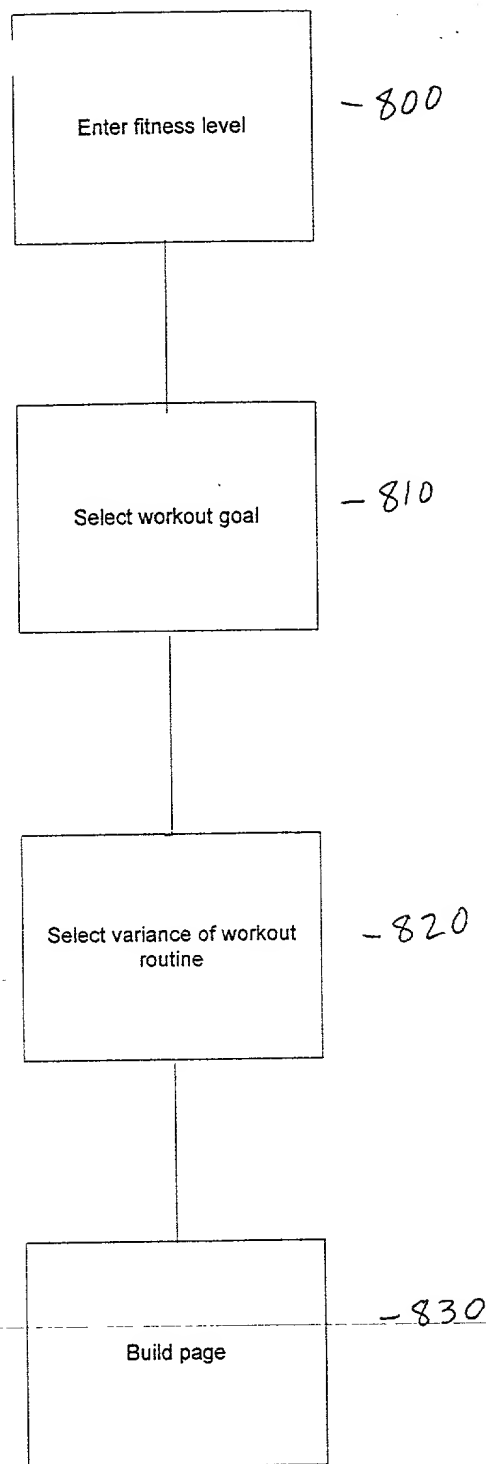 Enter fitness level
- 800
Select workout goal
- 810
Select variance of workout
routine
- 820
Build page
- 830